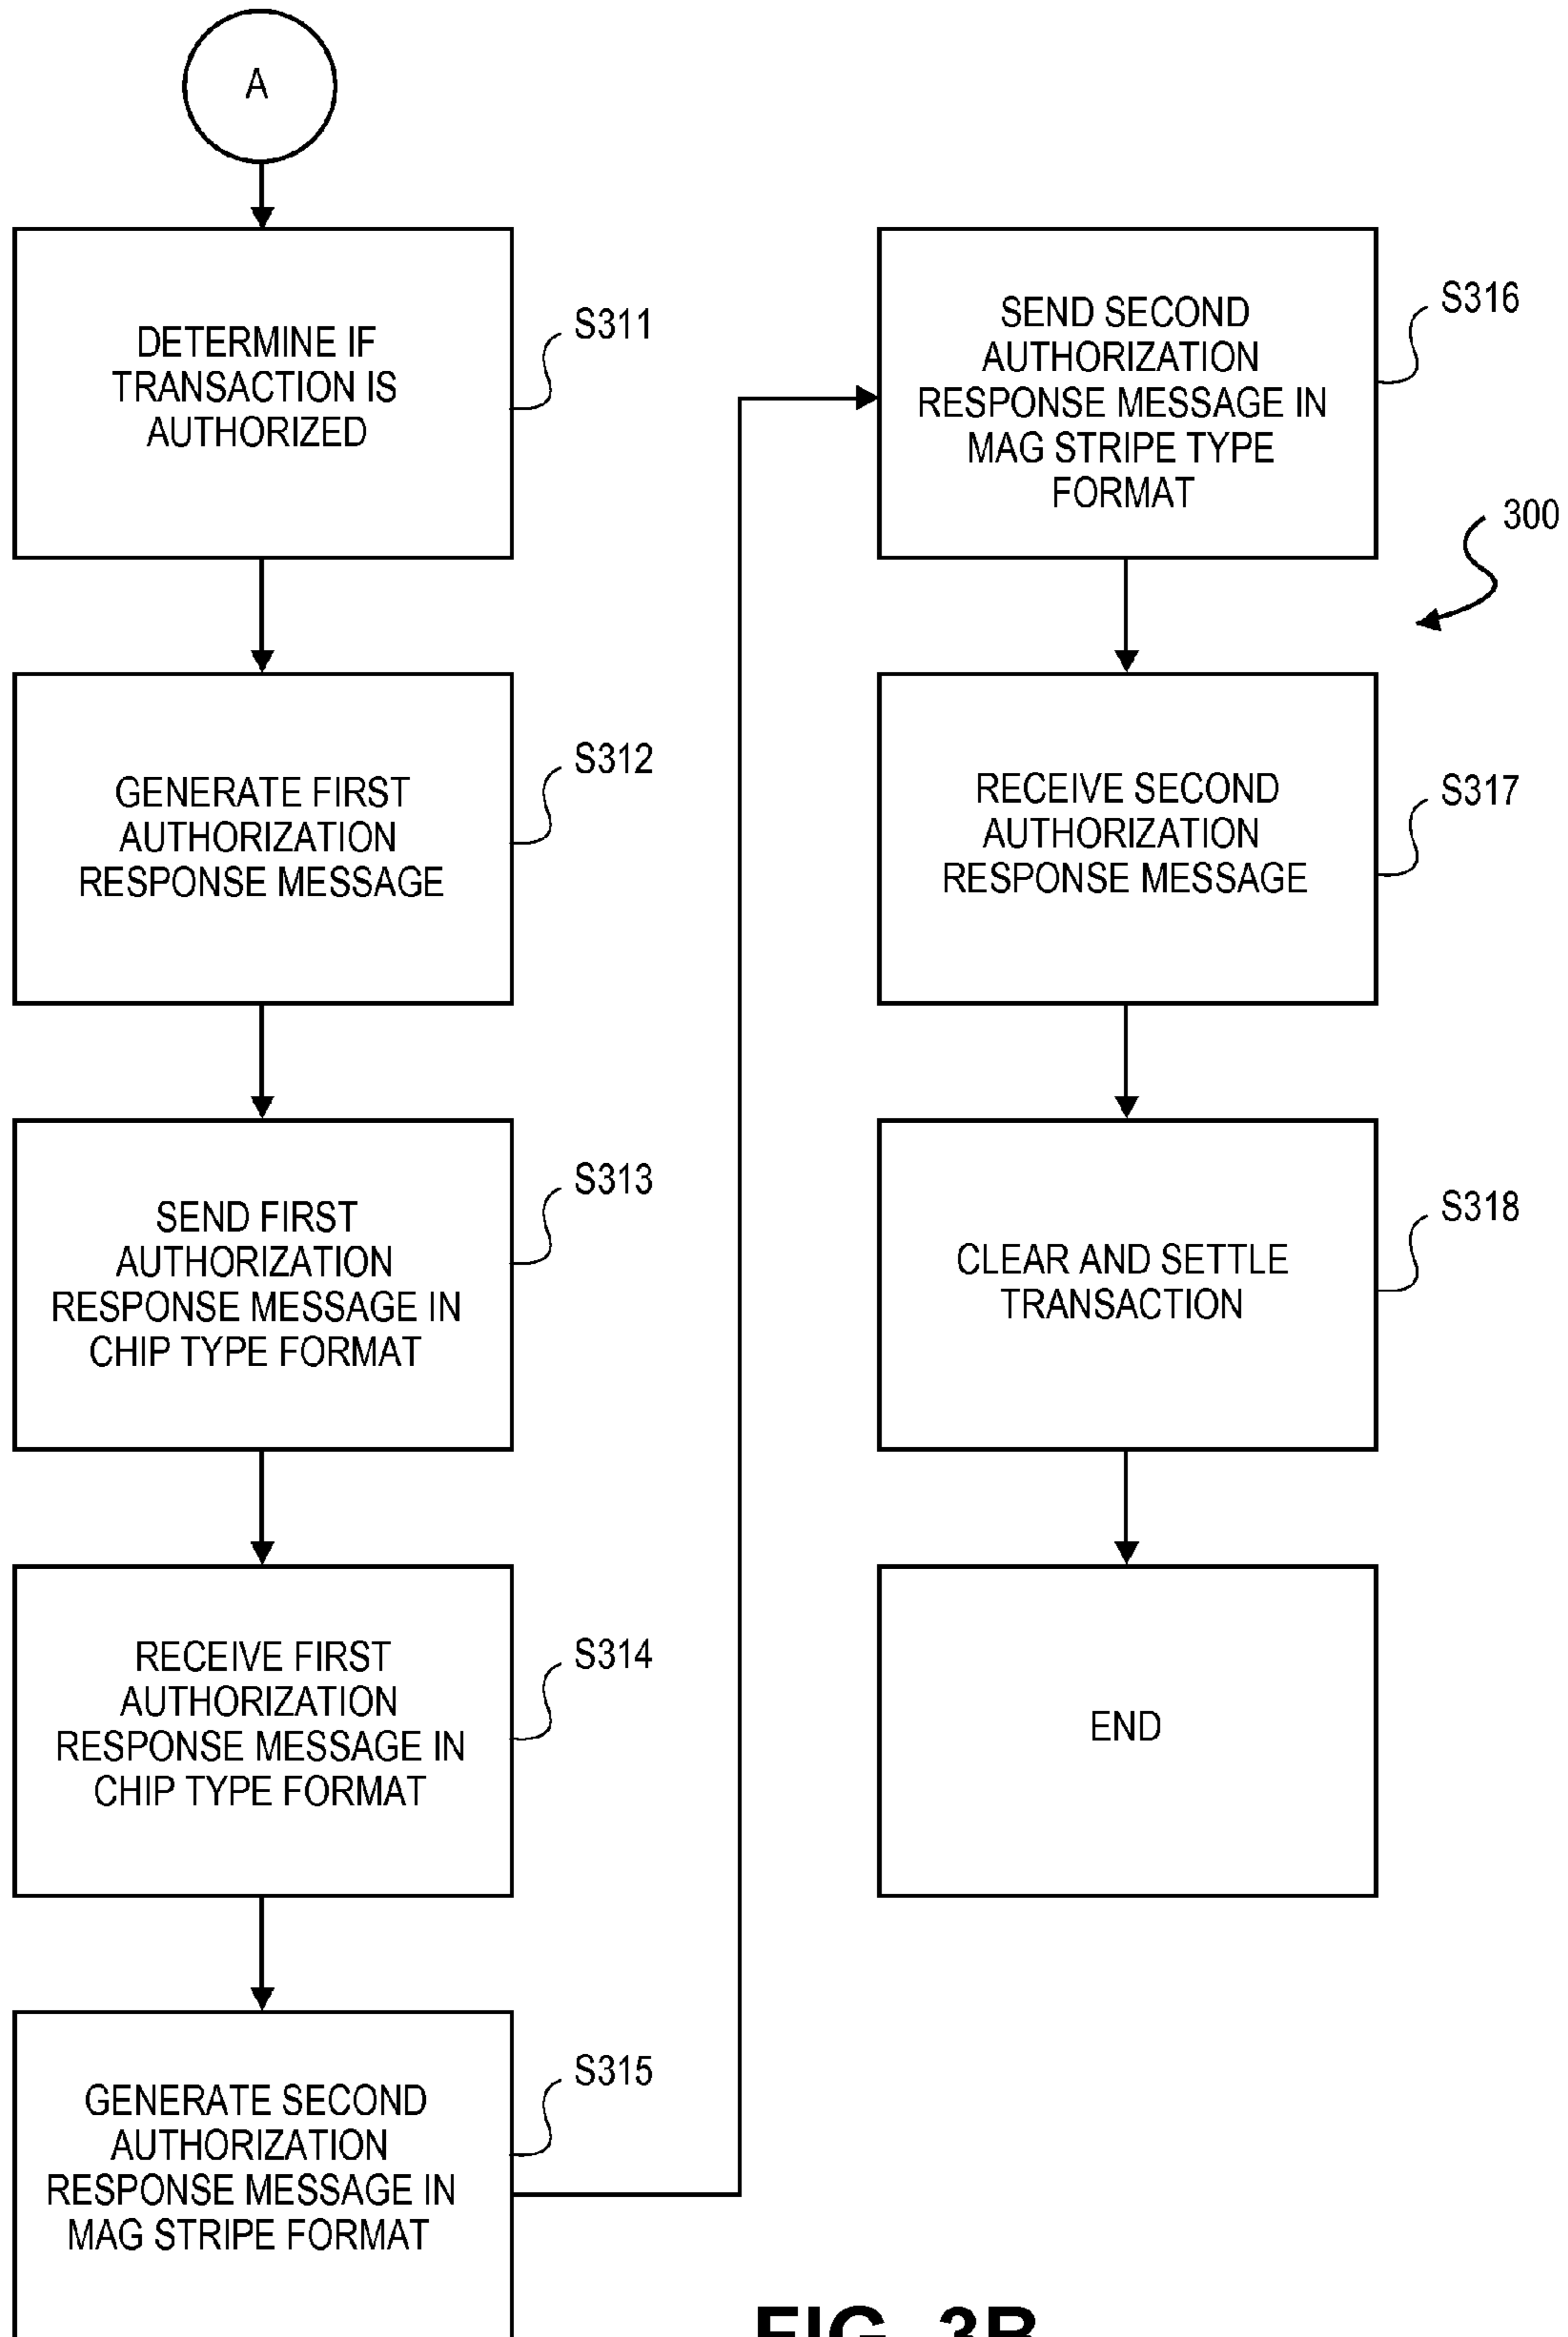 A
DETERMINE IF
TRANSACTION IS
AUTHORIZED
S311
GENERATE FIRST
AUTHORIZATION
RESPONSE MESSAGE
S312
SEND FIRST
AUTHORIZATION
RESPONSE MESSAGE IN
CHIP TYPE FORMAT
S313
RECEIVE FIRST
AUTHORIZATION
RESPONSE MESSAGE IN
CHIP TYPE FORMAT
S314
GENERATE SECOND
AUTHORIZATION
RESPONSE MESSAGE IN
MAG STRIPE FORMAT
S315
SEND SECOND
AUTHORIZATION
RESPONSE MESSAGE IN
MAG STRIPE TYPE
FORMAT
S316
300
RECEIVE SECOND
AUTHORIZATION
RESPONSE MESSAGE
S317
CLEAR AND SETTLE
TRANSACTION
S318
END
FIG. 3B